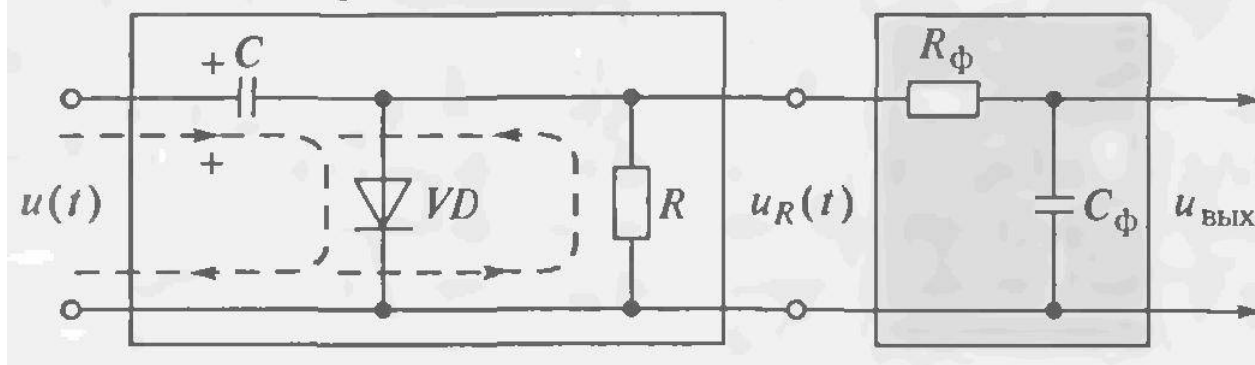 + C
+
u(t)
VD
R
u_R(t)
R_ф
C_ф
u_вых